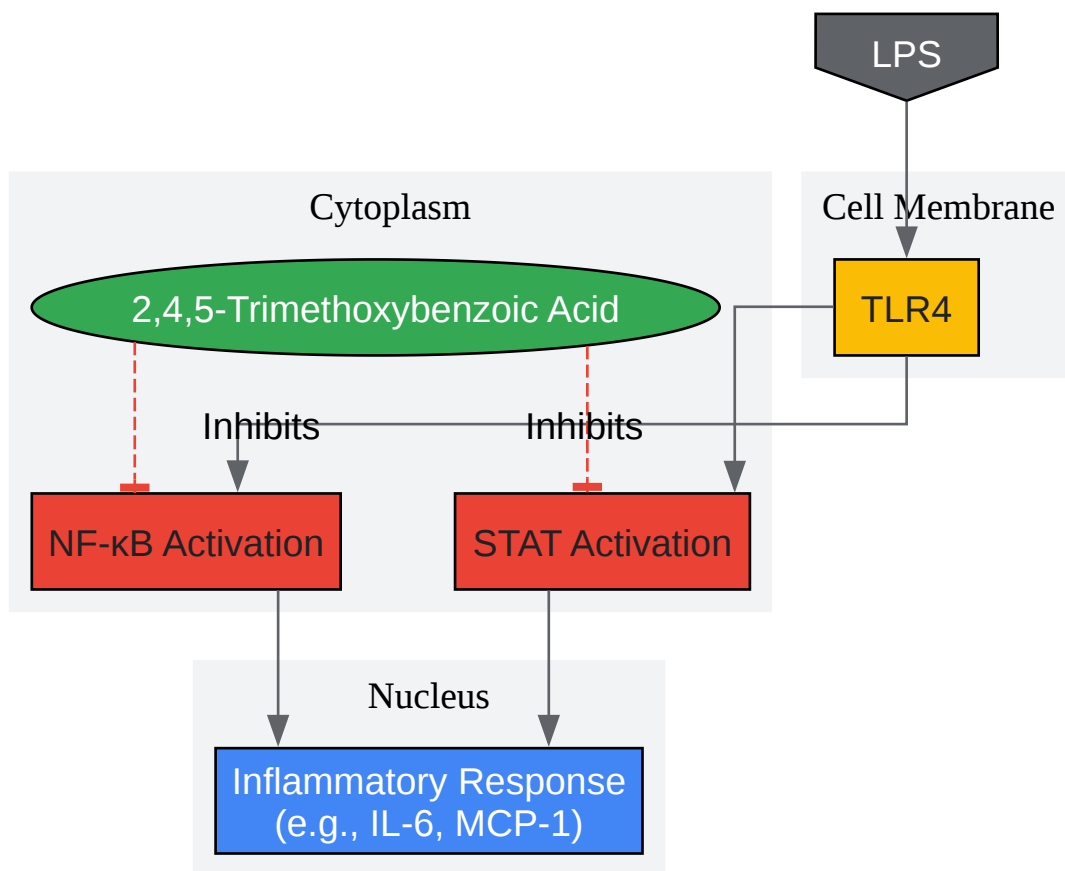 LPS
Cytoplasm
Cell Membrane
2,4,5-Trimethoxybenzoic Acid
TLR4
Inhibits
Inhibits
NF-κB Activation
STAT Activation
Nucleus
Inflammatory Response
(e.g., IL-6, MCP-1)